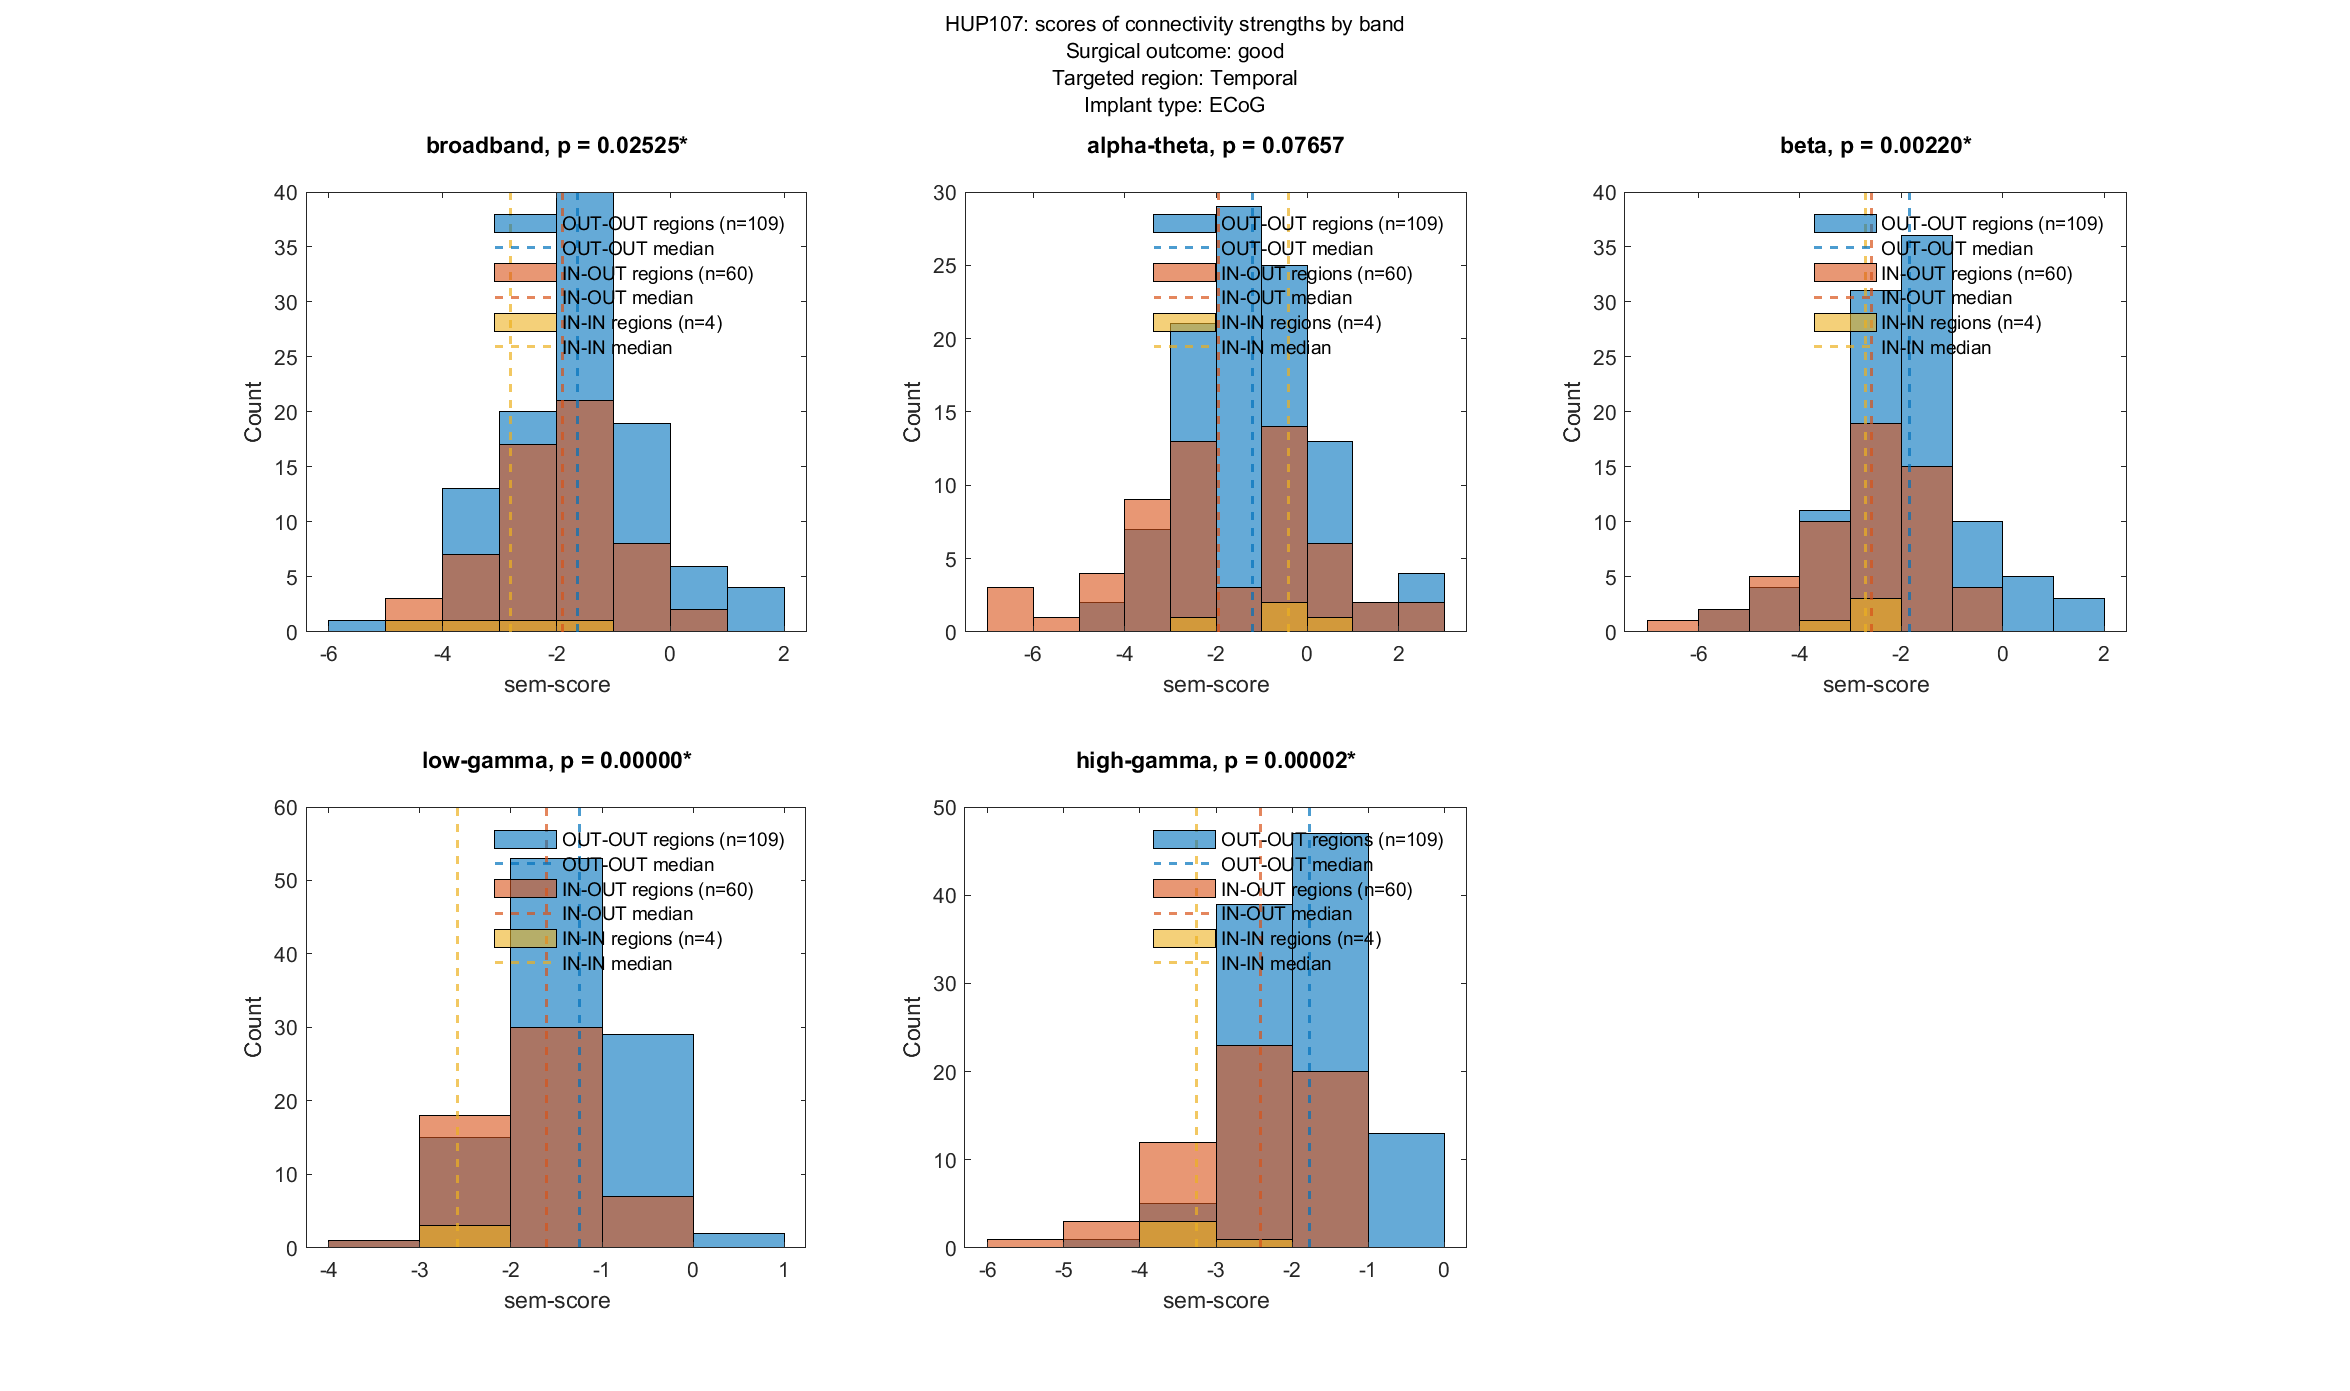 HUP107: scores of connectivity strengths by band
Surgical outcome: good
Targeted region: Temporal
Implant type: ECoG
broadband, p = 0.02525*
40
35
30
25
20
15
10
5
0
Count
OUT-OUT regions (n=109)
OUT-OUT median
IN-OUT regions (n=60)
IN-OUT median
IN-IN regions (n=4)
IN-IN median
-6 -4 -2 0 2
sem-score
alpha-theta, p = 0.07657
30
25
20
15
10
5
0
Count
OUT-OUT regions (n=109)
OUT-OUT median
IN-OUT regions (n=60)
IN-OUT median
IN-IN regions (n=4)
IN-IN median
-6 -4 -2 0 2
sem-score
beta, p = 0.00220*
40
35
30
25
20
15
10
5
0
Count
OUT-OUT regions (n=109)
OUT-OUT median
IN-OUT regions (n=60)
IN-OUT median
IN-IN regions (n=4)
IN-IN median
-6 -4 -2 0 2
sem-score
low-gamma, p = 0.00000*
60
50
40
30
20
10
0
Count
OUT-OUT regions (n=109)
OUT-OUT median
IN-OUT regions (n=60)
IN-OUT median
IN-IN regions (n=4)
IN-IN median
-4 -3 -2 -1 0 1
sem-score
high-gamma, p = 0.00002*
50
40
30
20
10
0
Count
OUT-OUT regions (n=109)
OUT-OUT median
IN-OUT regions (n=60)
IN-OUT median
IN-IN regions (n=4)
IN-IN median
-6 -5 -4 -3 -2 -1 0
sem-score